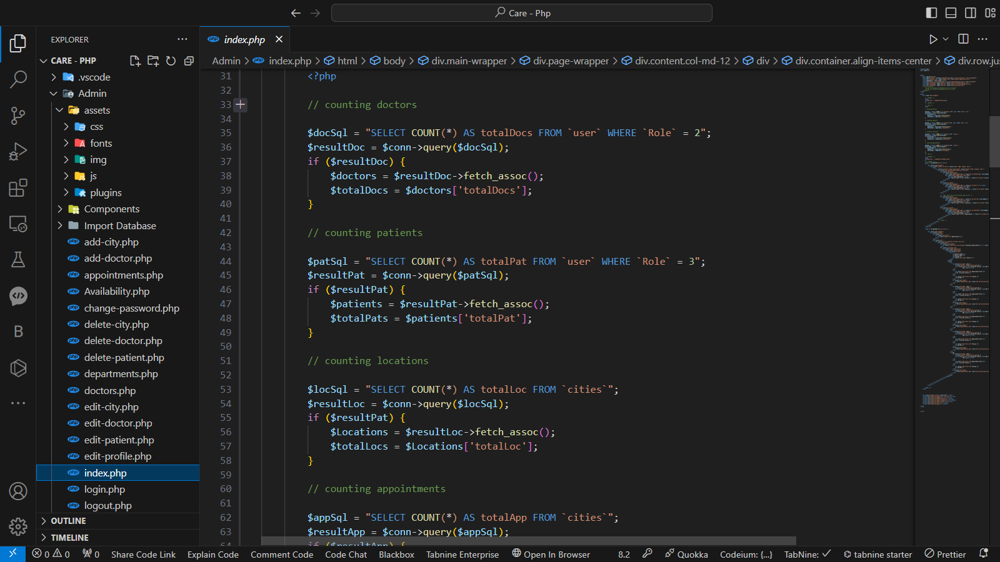 Care - Php
EXPLORER
index.php
CARE - PHP
Admin > index.php > html > body > div.main-wrapper > div.page-wrapper > div.content.col-md-12 > div > div.container.align-items-center > div.row.jus
.vscode
Admin
assets
css
fonts
img
js
plugins
Components
Import Database
add-city.php
add-doctor.php
appointments.php
Availability.php
change-password.php
delete-city.php
delete-doctor.php
delete-patient.php
departments.php
doctors.php
edit-city.php
edit-doctor.php
edit-patient.php
edit-profile.php
index.php
login.php
logout.php
OUTLINE
TIMELINE
31 <?php
32
33 // counting doctors
34
35 $docSql = "SELECT COUNT(*) AS totalDocs FROM `user` WHERE `Role` = 2";
36 $resultDoc = $conn->query($docSql);
37 if ($resultDoc) {
38 $doctors = $resultDoc->fetch_assoc();
39 $totalDocs = $doctors['totalDocs'];
40 }
41
42 // counting patients
43
44 $patSql = "SELECT COUNT(*) AS totalPat FROM `user` WHERE `Role` = 3";
45 $resultPat = $conn->query($patSql);
46 if ($resultPat) {
47 $patients = $resultPat->fetch_assoc();
48 $totalPats = $patients['totalPat'];
49 }
50
51 // counting locations
52
53 $locSql = "SELECT COUNT(*) AS totalLoc FROM `cities`";
54 $resultLoc = $conn->query($locSql);
55 if ($resultPat) {
56 $Locations = $resultLoc->fetch_assoc();
57 $totalLocs = $Locations['totalLoc'];
58 }
59
60 // counting appointments
61
62 $appSql = "SELECT COUNT(*) AS totalApp FROM `cities`";
63 $resultApp = $conn->query($appSql);
64 if ($resultApp) {
0 0 0 Share Code Link Explain Code Comment Code Code Chat Blackbox Tabnine Enterprise Open In Browser 8.2 Quokka Codeium: {...} TabNine: tabnine starter Prettier